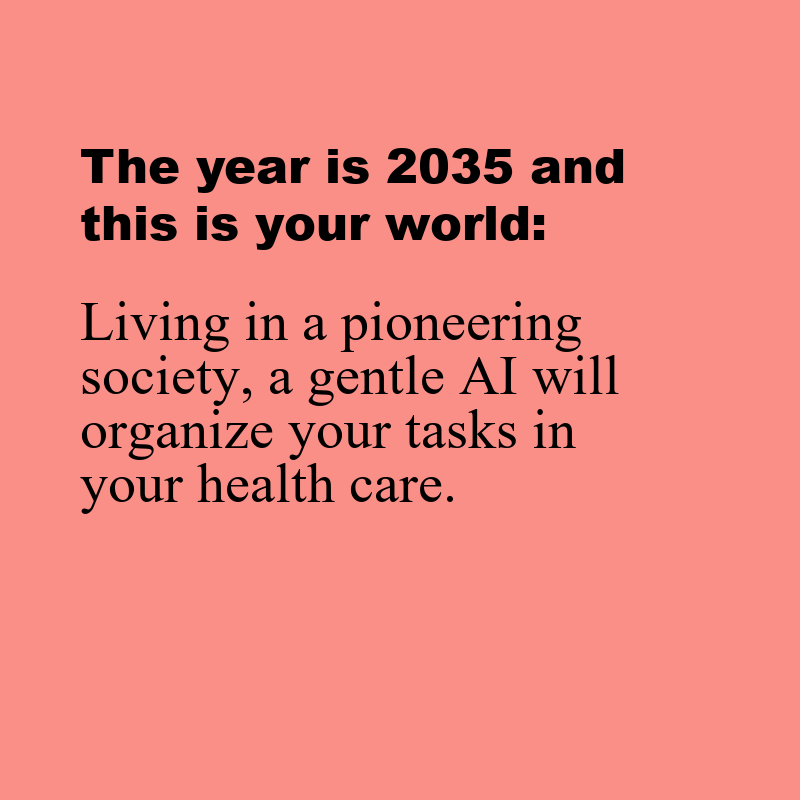 The year is 2035 and
this is your world:
Living in a pioneering
society, a gentle AI will
organize your tasks in
your health care.